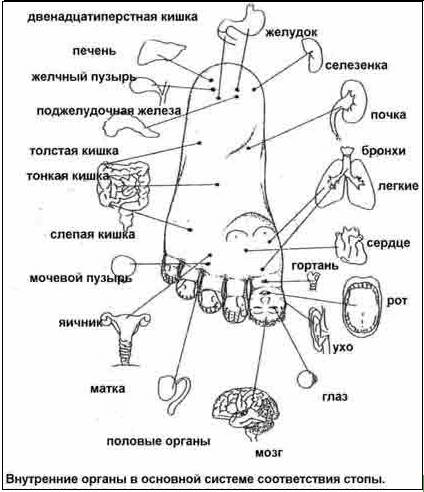 двенадцатиперстная кишка
желудок
печень
селезенка
желчный пузырь
поджелудочная железа
почка
толстая кишка
бронхи
тонкая кишка
легкие
слепая кишка
сердце
гортань
мочевой пузырь
рот
яичник
ухо
матка
глаз
половые органы
мозг
Внутренние органы в основной системе соответствия стопы.